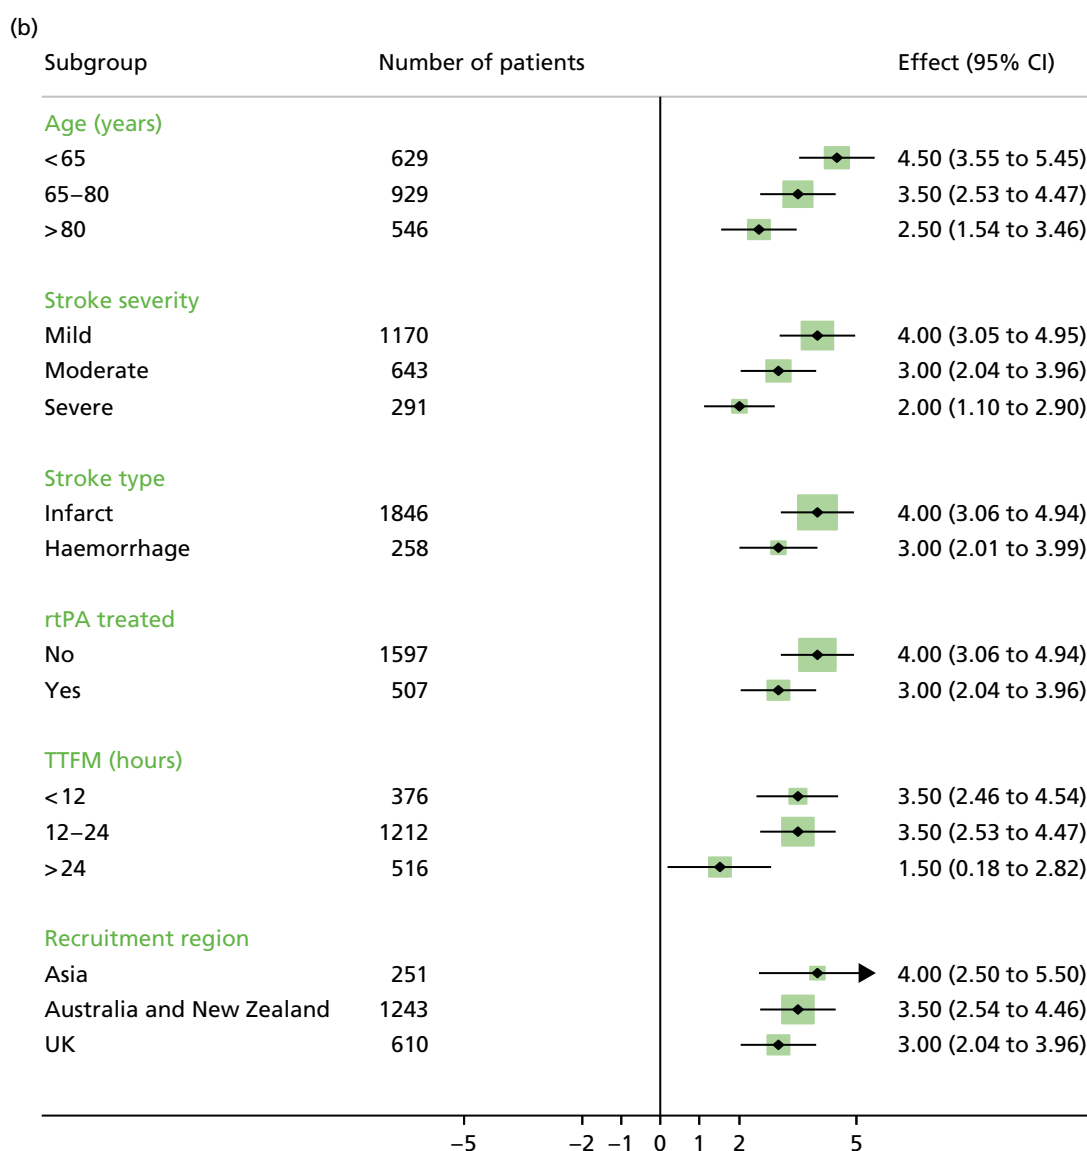 (b)
Subgroup Number of patients Effect (95% CI)
Age (years)
<65 629 4.50 (3.55 to 5.45)
65–80 929 3.50 (2.53 to 4.47)
>80 546 2.50 (1.54 to 3.46)
Stroke severity
Mild 1170 4.00 (3.05 to 4.95)
Moderate 643 3.00 (2.04 to 3.96)
Severe 291 2.00 (1.10 to 2.90)
Stroke type
Infarct 1846 4.00 (3.06 to 4.94)
Haemorrhage 258 3.00 (2.01 to 3.99)
rtPA treated
No 1597 4.00 (3.06 to 4.94)
Yes 507 3.00 (2.04 to 3.96)
TTFM (hours)
<12 376 3.50 (2.46 to 4.54)
12–24 1212 3.50 (2.53 to 4.47)
>24 516 1.50 (0.18 to 2.82)
Recruitment region
Asia 251 4.00 (2.50 to 5.50)
Australia and New Zealand 1243 3.50 (2.54 to 4.46)
UK 610 3.00 (2.04 to 3.96)
–5 –2 –1 0 1 2 5